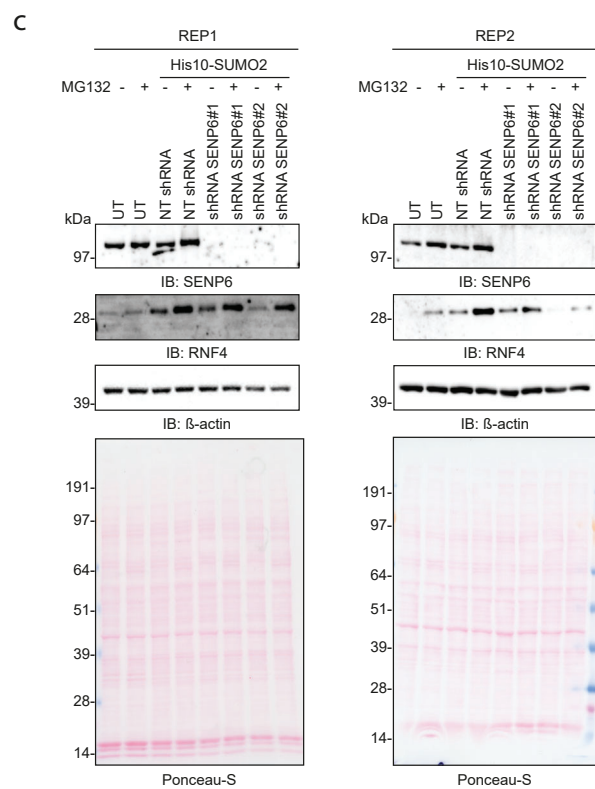 C
REP1
His10-SUMO2
MG132 - + - + - + - +
UT
UT
NT shRNA
NT shRNA
shRNA SENP6#1
shRNA SENP6#1
shRNA SENP6#2
shRNA SENP6#2
kDa
97-
IB: SENP6
28-
IB: RNF4
39-
IB: ß-actin
191-
97-
64-
51-
39-
28-
14-
Ponceau-S
REP2
His10-SUMO2
MG132 - + - + - + - +
UT
UT
NT shRNA
NT shRNA
shRNA SENP6#1
shRNA SENP6#1
shRNA SENP6#2
shRNA SENP6#2
kDa
97-
IB: SENP6
28-
IB: RNF4
39-
IB: ß-actin
191-
97-
64-
51-
39-
28-
14-
Ponceau-S